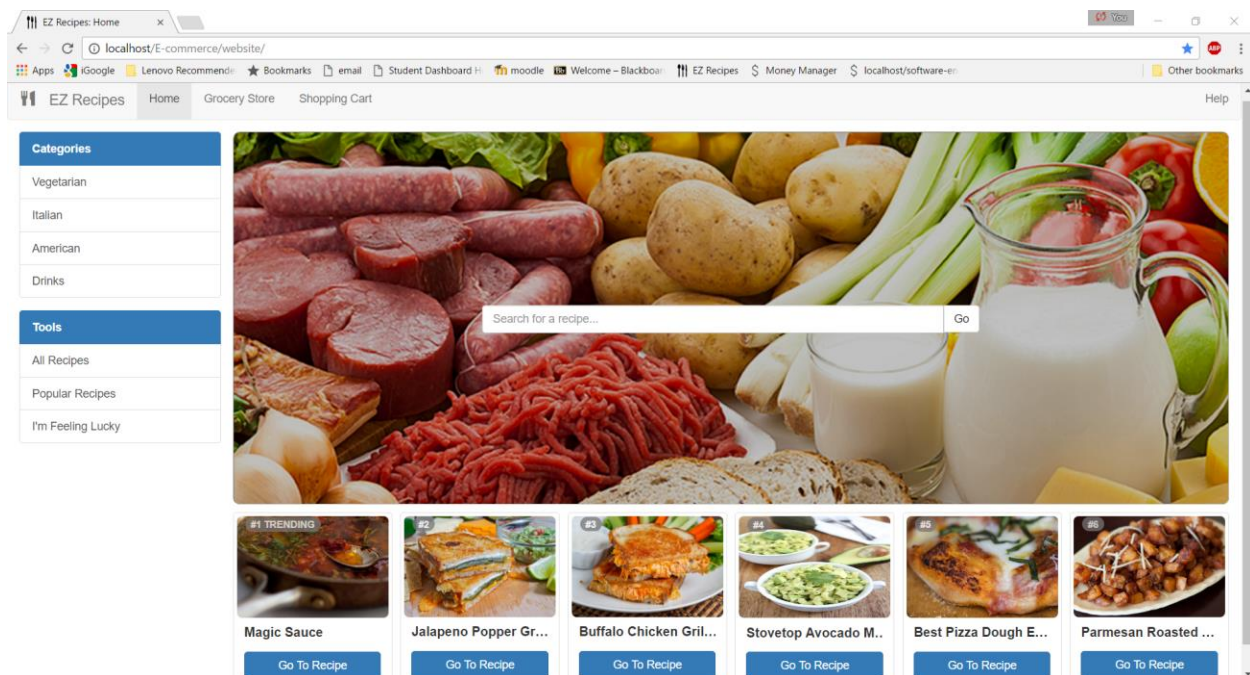 EZ Recipes: Home
You
localhost/E-commerce/website/
ABP
Apps iGoogle Lenovo Recommende Bookmarks email Student Dashboard H moodle Welcome – Blackboar EZ Recipes Money Manager localhost/software-en Other bookmarks
EZ Recipes Home Grocery Store Shopping Cart Help
Categories
Vegetarian
Italian
American
Drinks
Tools
All Recipes
Popular Recipes
I'm Feeling Lucky
Search for a recipe... Go
#1 TRENDING #2 #3 #4 #5 #6
Magic Sauce Jalapeno Popper Gr... Buffalo Chicken Gril... Stovetop Avocado M.. Best Pizza Dough E... Parmesan Roasted ...
Go To Recipe Go To Recipe Go To Recipe Go To Recipe Go To Recipe Go To Recipe